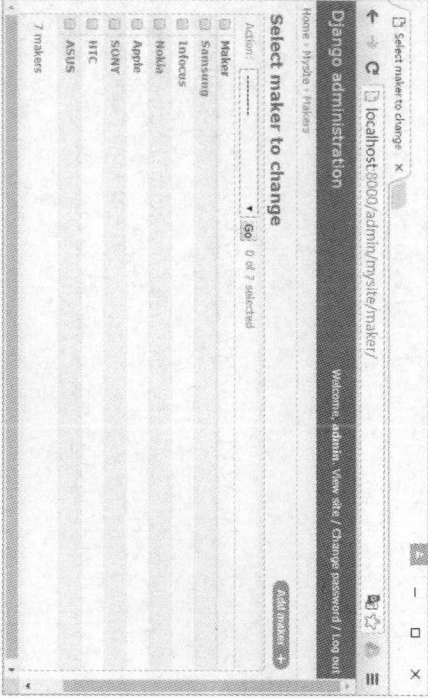 Select maker to change
localhost:8000/admin/mysite/maker/
Django administration
Welcome, admin. View site / Change password / Log out
Home › Mysite › Makers
Select maker to change
Add maker +
Action: --------- Go 0 of 7 selected
Maker
Samsung
Infocus
Nokia
Apple
SONY
HTC
ASUS
7 makers